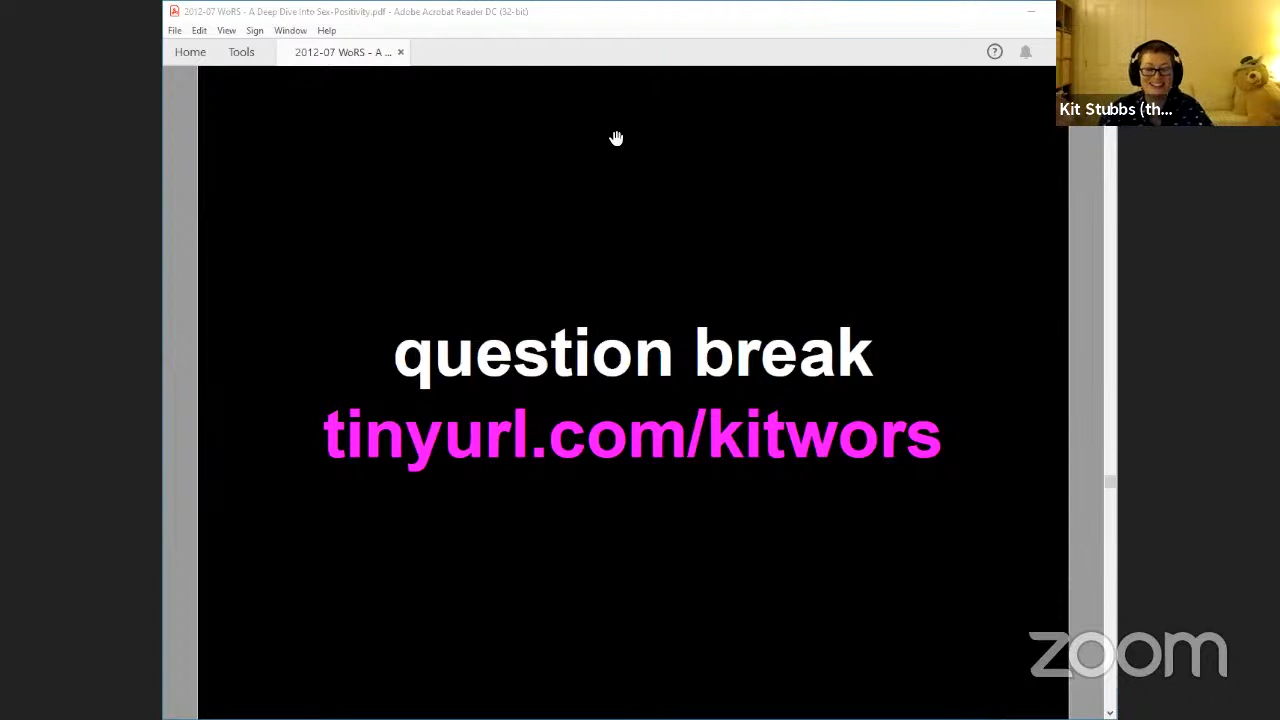 2012-07 WoRS - A Deep Dive Into Sex-Positivity.pdf - Adobe Acrobat Reader DC (32-bit)
File Edit View Sign Window Help
Home Tools 2012-07 WoRS - A ... ×
Kit Stubbs (th...
question break
tinyurl.com/kitwors
zoom